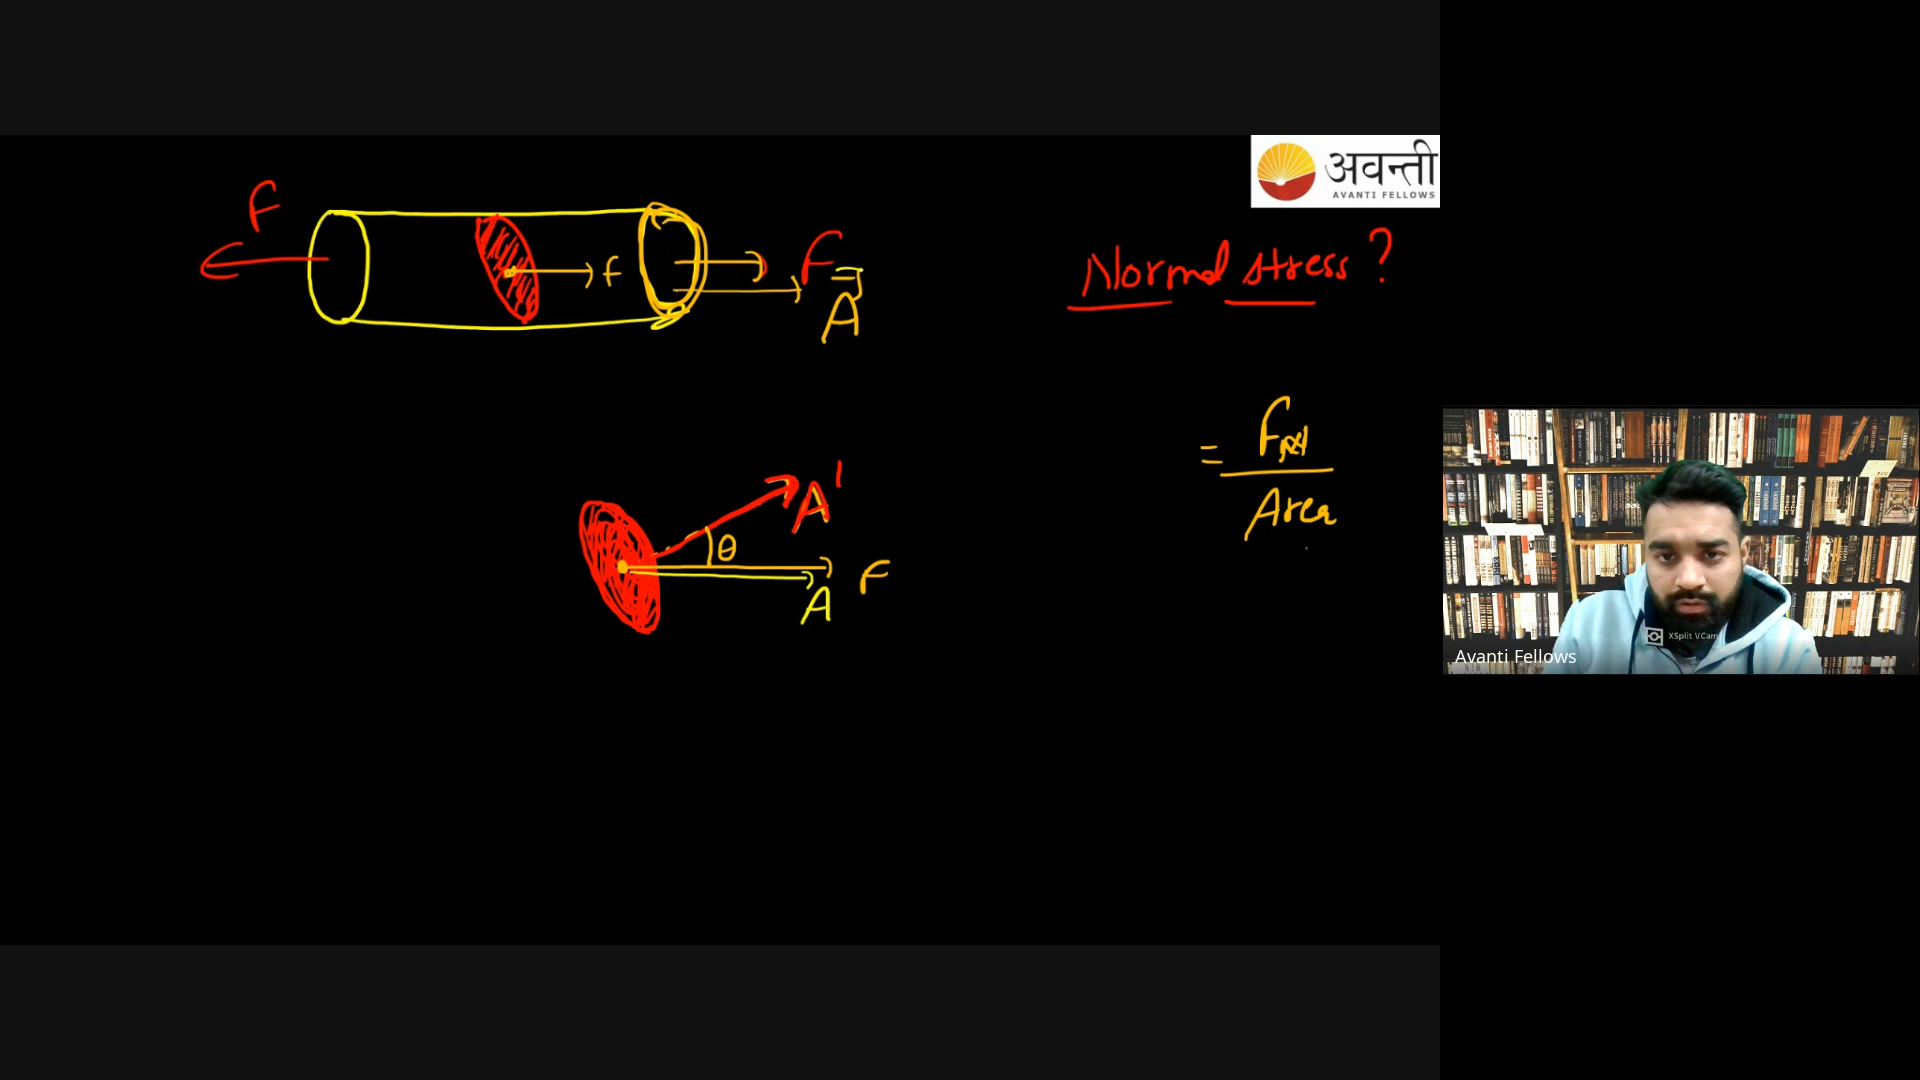 अवन्ती
AVANTI FELLOWS
F
F
F
A
Normal stress ?
A'
θ
F
A
=
Area
XSplit VCam
Avanti Fellows